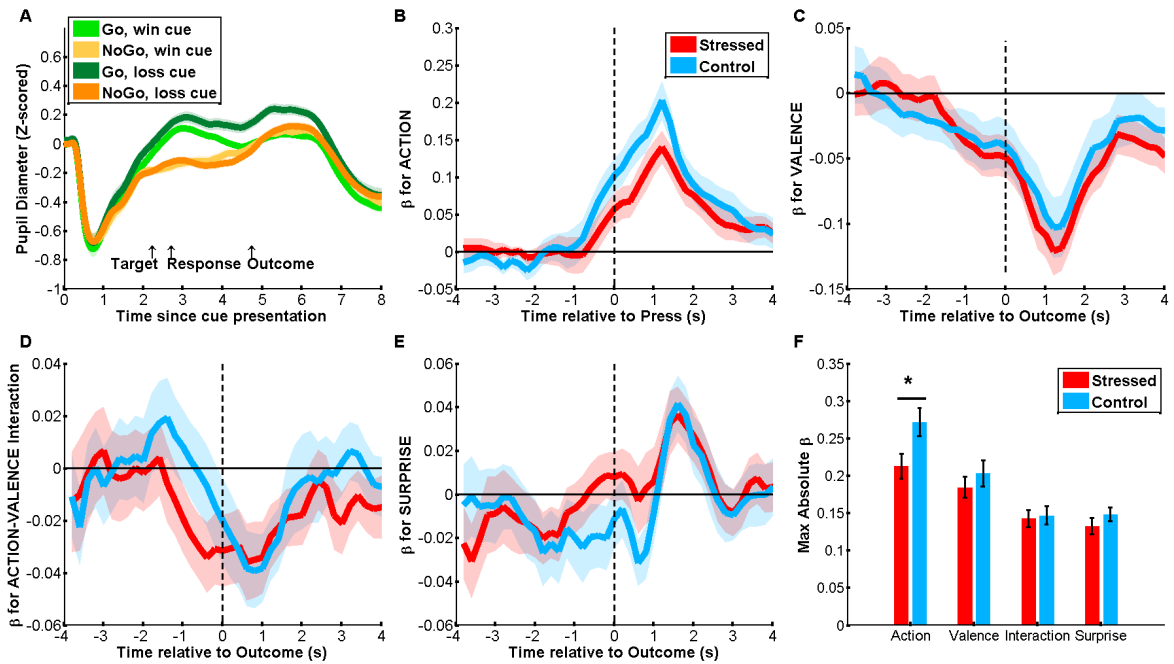 A
Go, win cue
NoGo, win cue
Go, loss cue
NoGo, loss cue
Pupil Diameter (Z-scored)
0.6
0.4
0.2
0
-0.2
-0.4
-0.6
-0.8
-1
Target ↑ ↑ Response ↑ Outcome
0 1 2 3 4 5 6 7 8
Time since cue presentation
B
Stressed
Control
β for ACTION
0.3
0.25
0.2
0.15
0.1
0.05
0
-0.05
-4 -3 -2 -1 0 1 2 3 4
Time relative to Press (s)
C
β for VALENCE
0.05
0
-0.05
-0.1
-0.15
-4 -3 -2 -1 0 1 2 3 4
Time relative to Outcome (s)
D
β for ACTION-VALENCE Interaction
0.04
0.02
0
-0.02
-0.04
-0.06
-4 -3 -2 -1 0 1 2 3 4
Time relative to Outcome (s)
E
β for SURPRISE
0.06
0.04
0.02
0
-0.02
-0.04
-0.06
-4 -3 -2 -1 0 1 2 3 4
Time relative to Outcome (s)
F
Stressed
Control
*
Max Absolute β
0.35
0.3
0.25
0.2
0.15
0.1
0.05
0
Action Valence Interaction Surprise